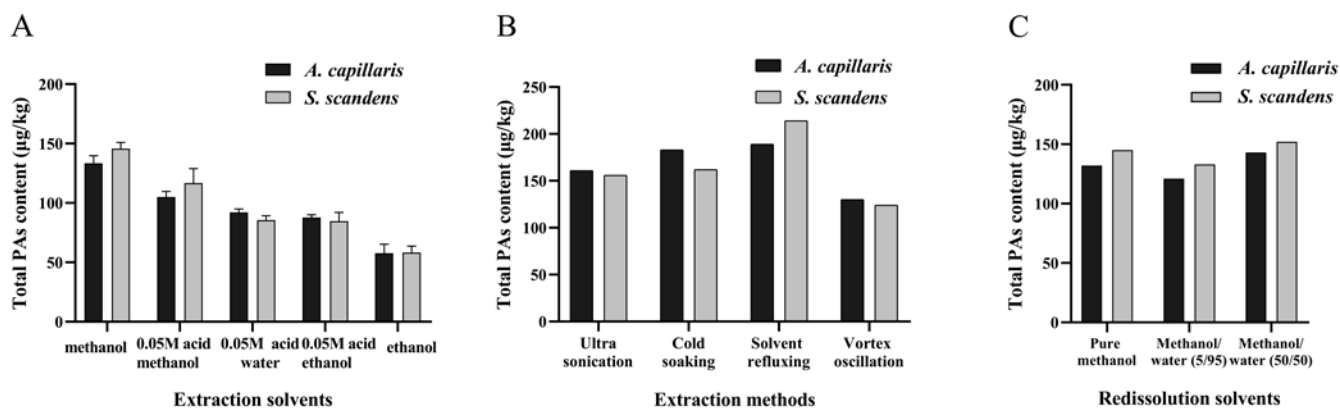 A
A. capillaris
S. scandens
Total PAs content (µg/kg)
200
150
100
50
0
methanol
0.05M acid
methanol
0.05M acid
water
0.05M acid
ethanol
ethanol
Extraction solvents
B
A. capillaris
S. scandens
Total PAs content (µg/kg)
250
200
150
100
50
0
Ultra
sonication
Cold
soaking
Solvent
refluxing
Vortex
oscillation
Extraction methods
C
A. capillaris
S. scandens
Total PAs content (µg/kg)
200
150
100
50
0
Pure
methanol
Methanol/
water (5/95)
Methanol/
water (50/50)
Redissolution solvents